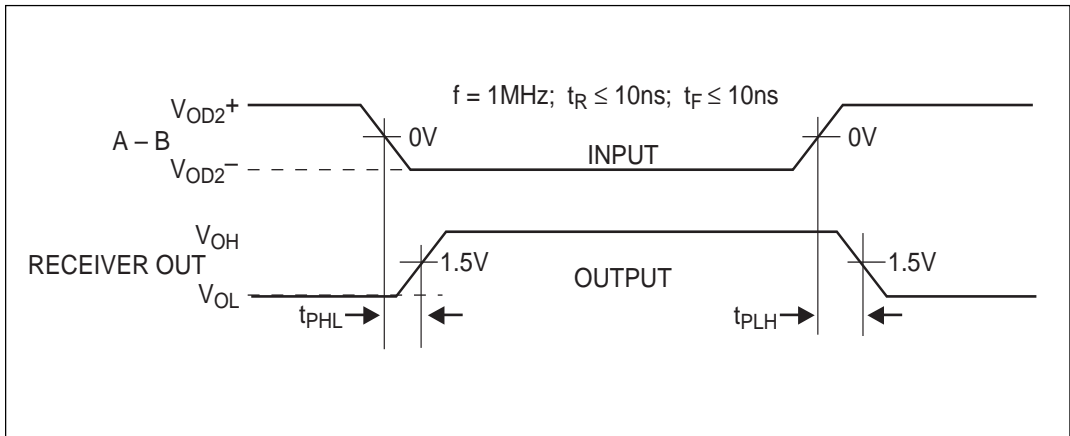 f = 1MHz; tR ≤ 10ns; tF ≤ 10ns
VOD2+
A – B
0V
0V
INPUT
VOD2–
VOH
RECEIVER OUT
1.5V
OUTPUT
1.5V
VOL
tPHL
tPLH